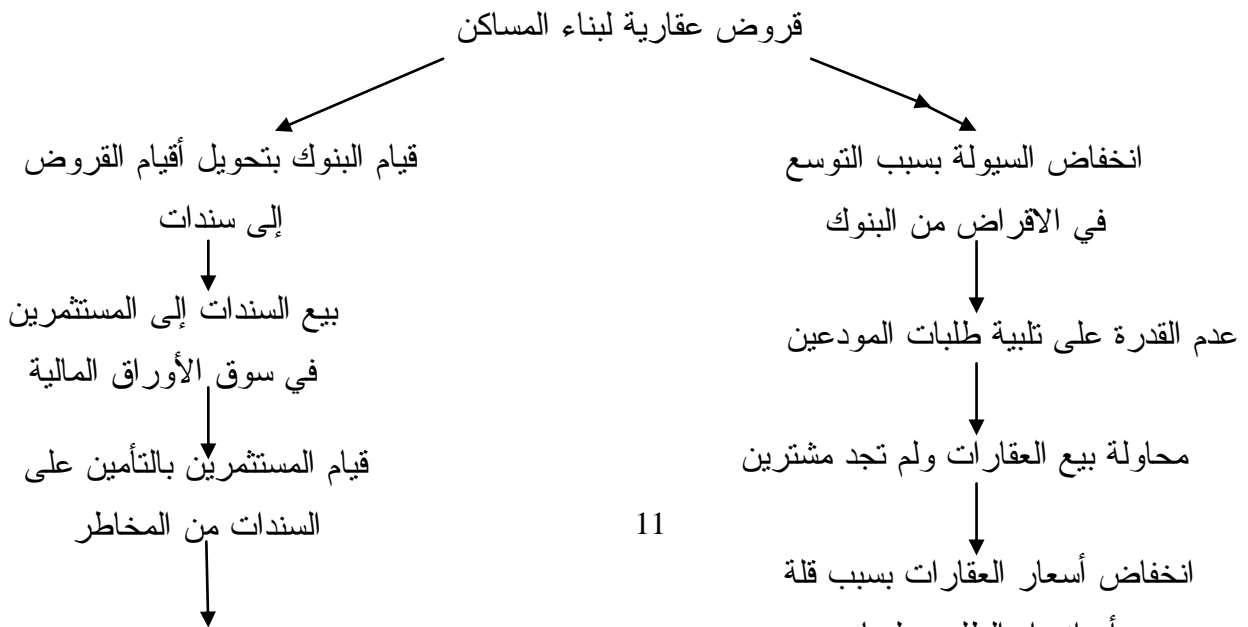 قروض عقارية لبناء المساكن
انخفاض السيولة بسبب التوسع
في الاقراض من البنوك
عدم القدرة على تلبية طلبات المودعين
محاولة بيع العقارات ولم تجد مشترين
انخفاض أسعار العقارات بسبب قلة
قيام البنوك بتحويل أقيام القروض
إلى سندات
بيع السندات إلى المستثمرين
في سوق الأوراق المالية
قيام المستثمرين بالتأمين على
السندات من المخاطر
11